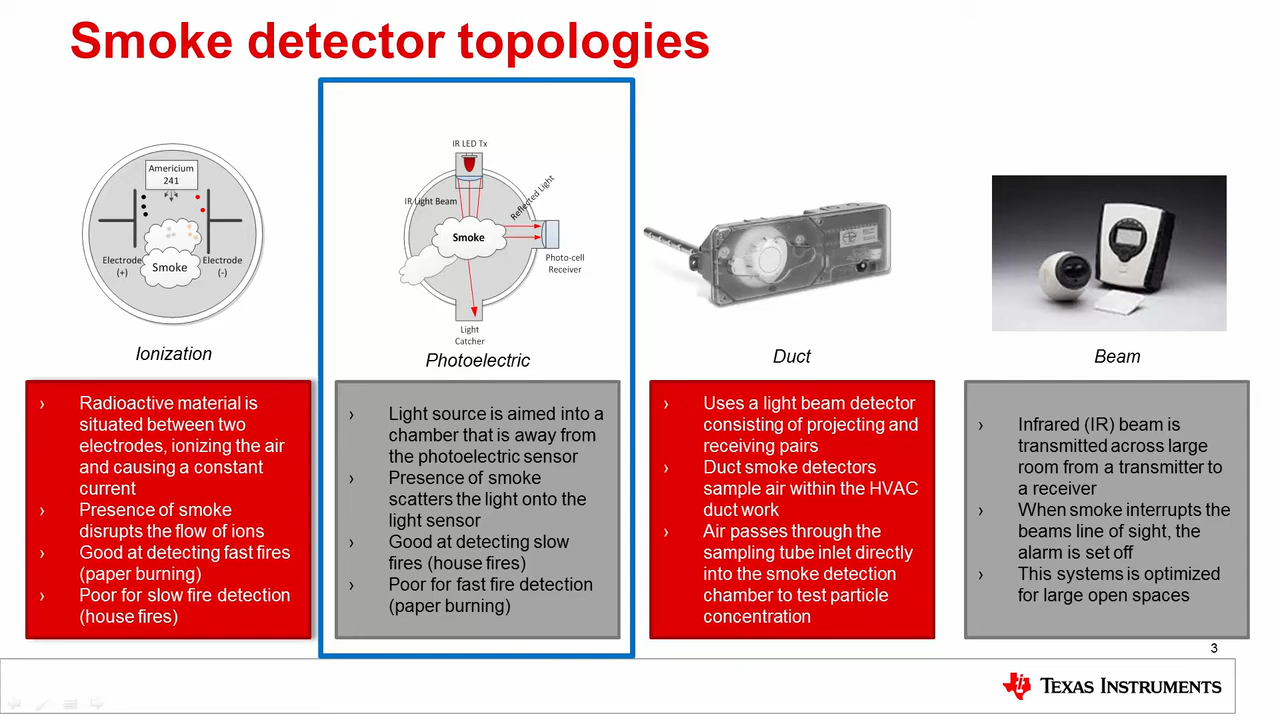 Smoke detector topologies
Americium
241
Electrode
(+)
Smoke
Electrode
(-)
Ionization
› Radioactive material is
situated between two
electrodes, ionizing the air
and causing a constant
current
› Presence of smoke
disrupts the flow of ions
› Good at detecting fast fires
(paper burning)
› Poor for slow fire detection
(house fires)
IR LED Tx
IR Light Beam
Reflected Light
Smoke
Photo-cell
Receiver
Light
Catcher
Photoelectric
› Light source is aimed into a
chamber that is away from
the photoelectric sensor
› Presence of smoke
scatters the light onto the
light sensor
› Good at detecting slow
fires (house fires)
› Poor for fast fire detection
(paper burning)
Duct
› Uses a light beam detector
consisting of projecting and
receiving pairs
› Duct smoke detectors
sample air within the HVAC
duct work
› Air passes through the
sampling tube inlet directly
into the smoke detection
chamber to test particle
concentration
Beam
› Infrared (IR) beam is
transmitted across large
room from a transmitter to
a receiver
› When smoke interrupts the
beams line of sight, the
alarm is set off
› This systems is optimized
for large open spaces
3
TEXAS INSTRUMENTS